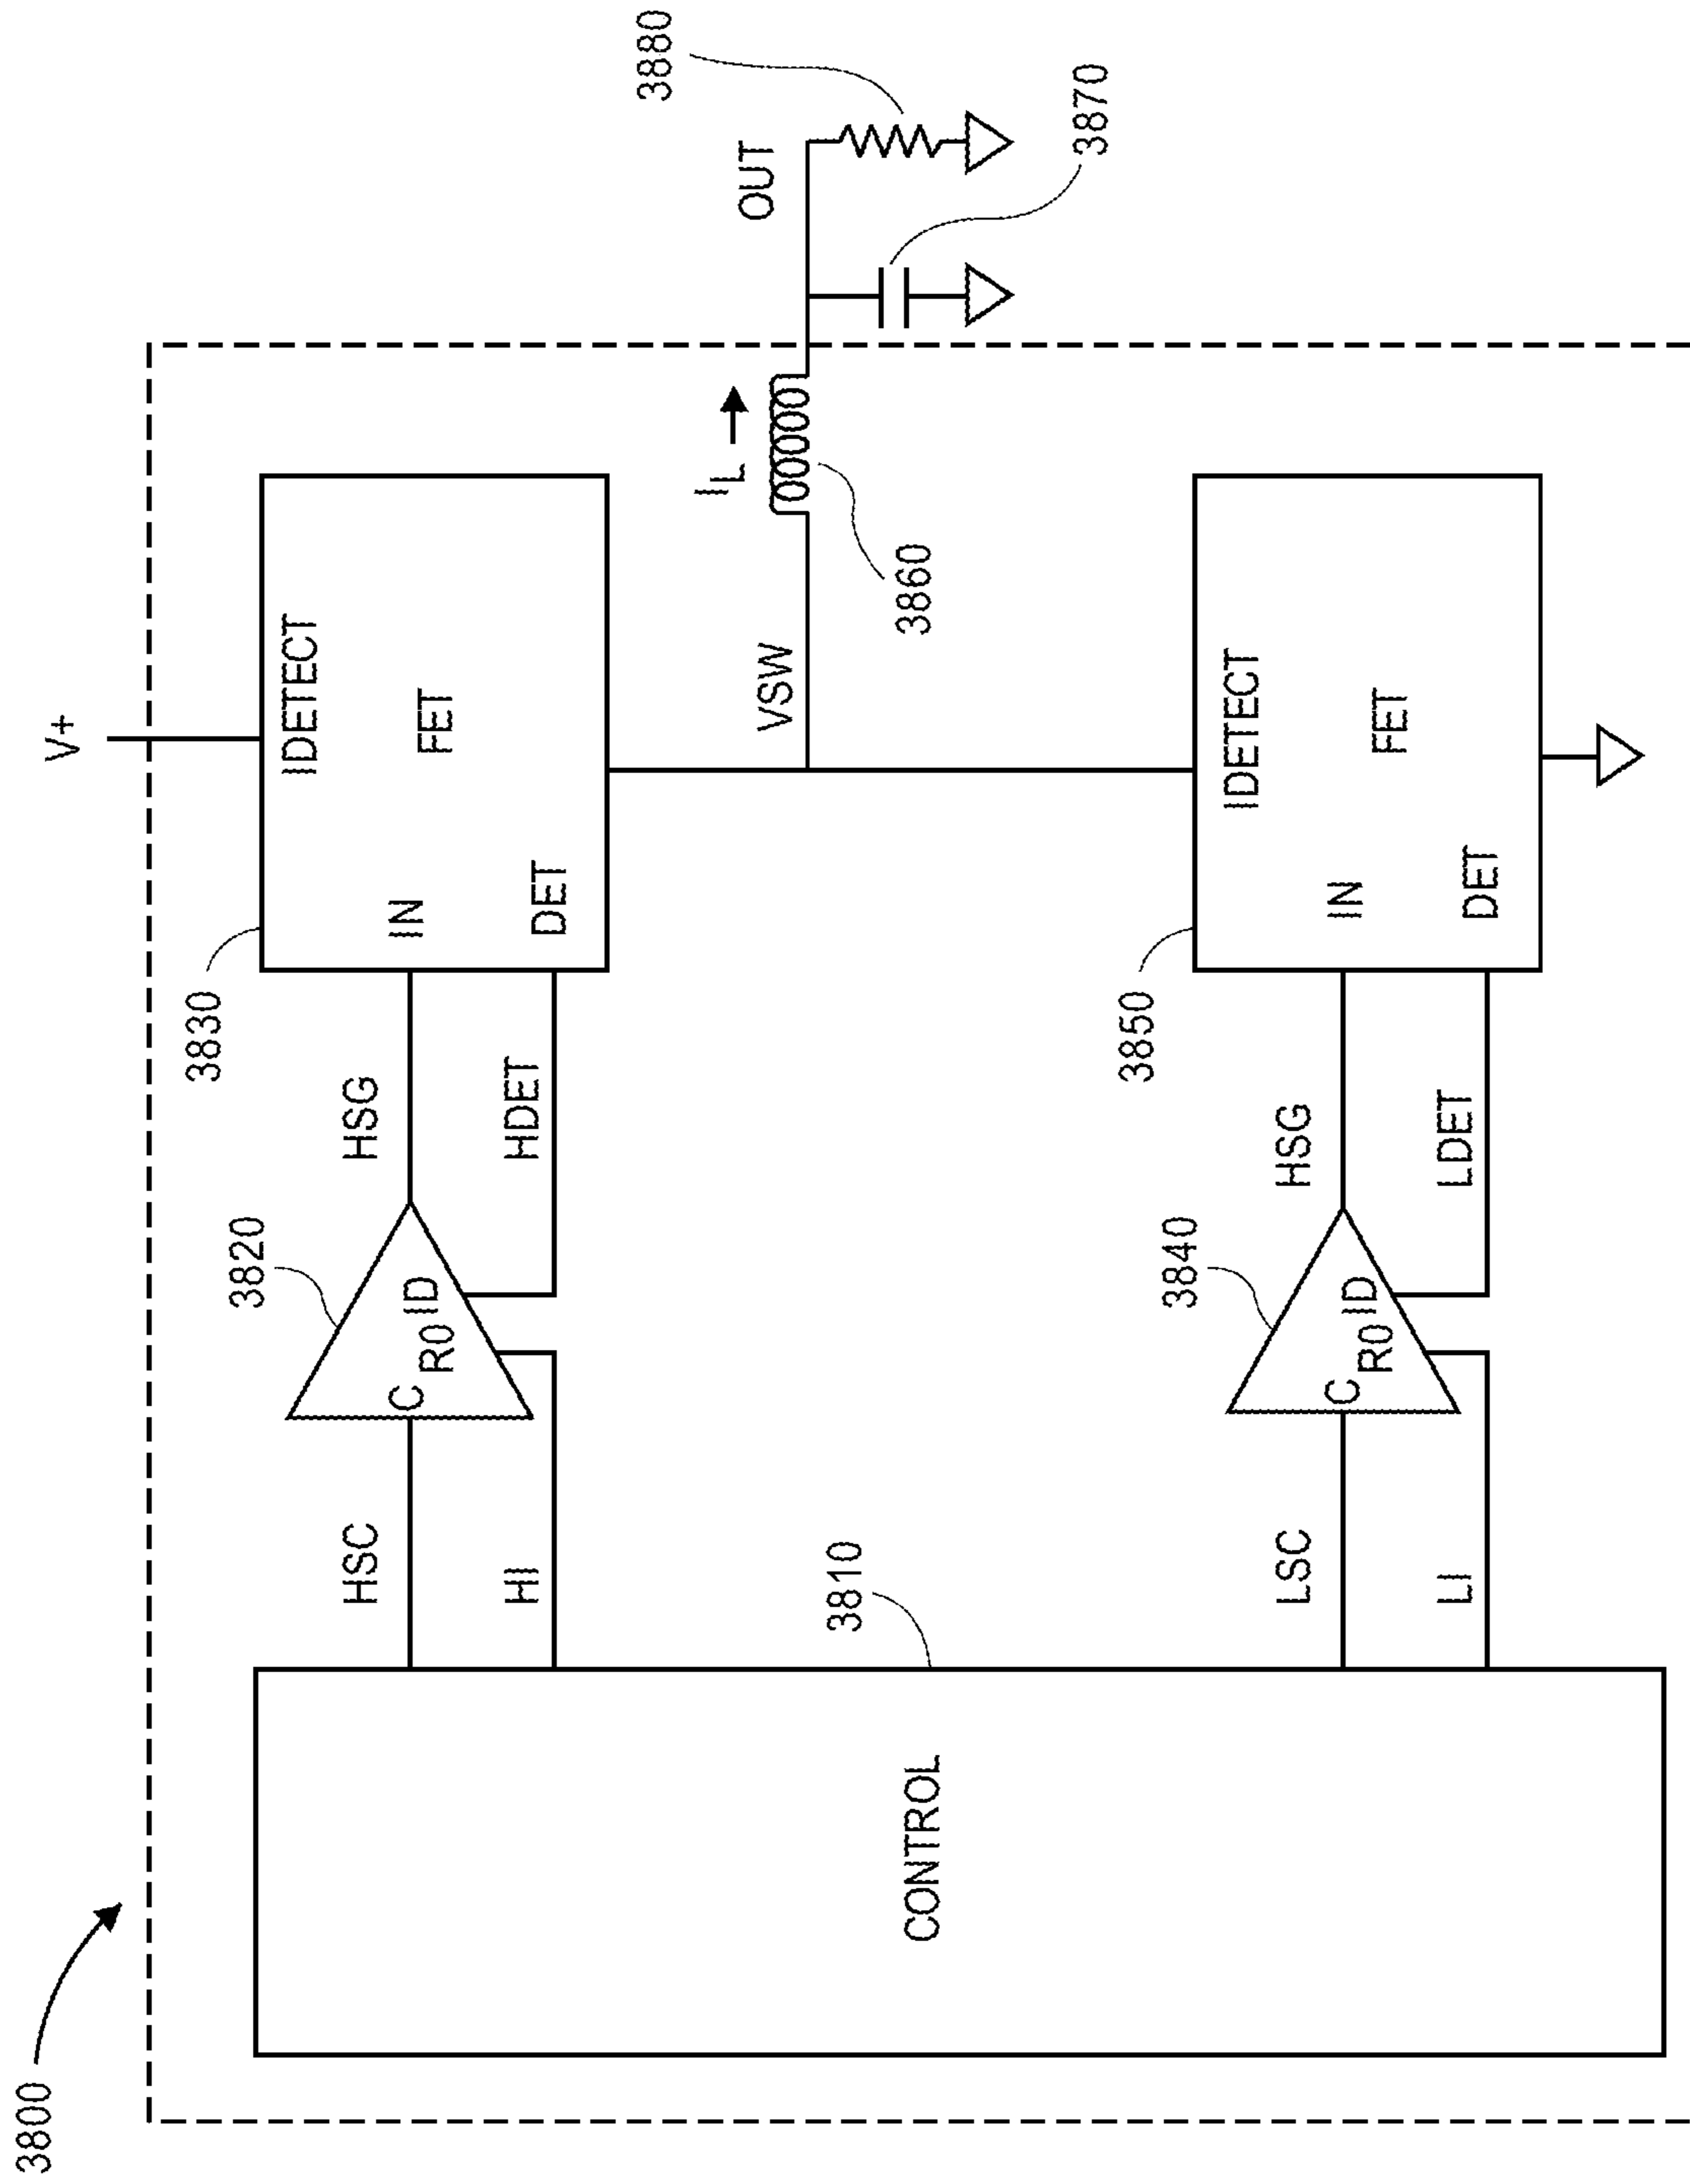 3800
V+
3830
IDETECT
FET
IN
DET
HSG
HDET
3820
C
R0
ID
HSC
HI
CONTROL
3810
VSW
IL
3860
OUT
3880
3870
3850
IDETECT
FET
IN
DET
HSG
LDET
3840
C
R0
ID
LSC
LI